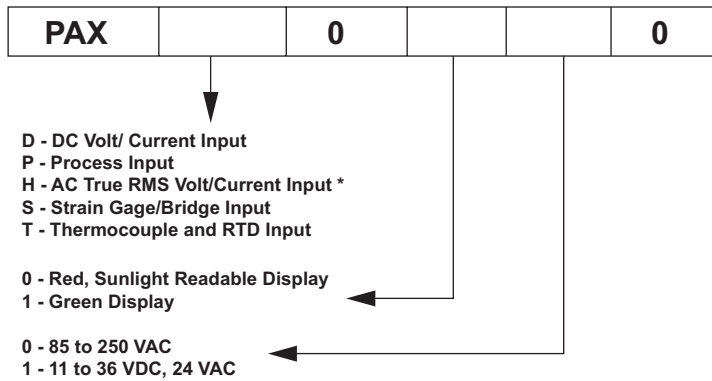 PAX 0 0
D - DC Volt/ Current Input
P - Process Input
H - AC True RMS Volt/Current Input *
S - Strain Gage/Bridge Input
T - Thermocouple and RTD Input
0 - Red, Sunlight Readable Display
1 - Green Display
0 - 85 to 250 VAC
1 - 11 to 36 VDC, 24 VAC